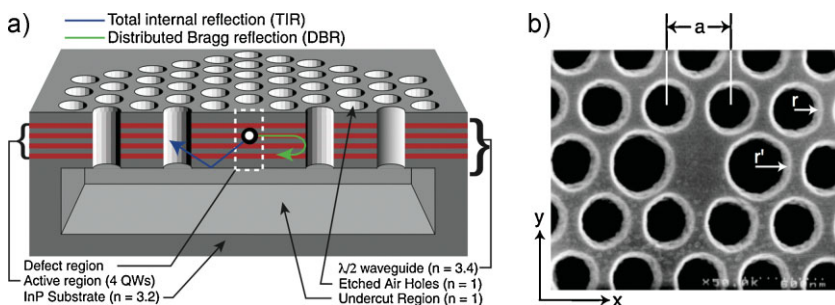 a)
Total internal reflection (TIR)
Distributed Bragg reflection (DBR)
Defect region
Active region (4 QWs)
InP Substrate (n = 3.2)
λ/2 waveguide (n = 3.4)
Etched Air Holes (n = 1)
Undercut Region (n = 1)
b)
a
r
r'
y
x